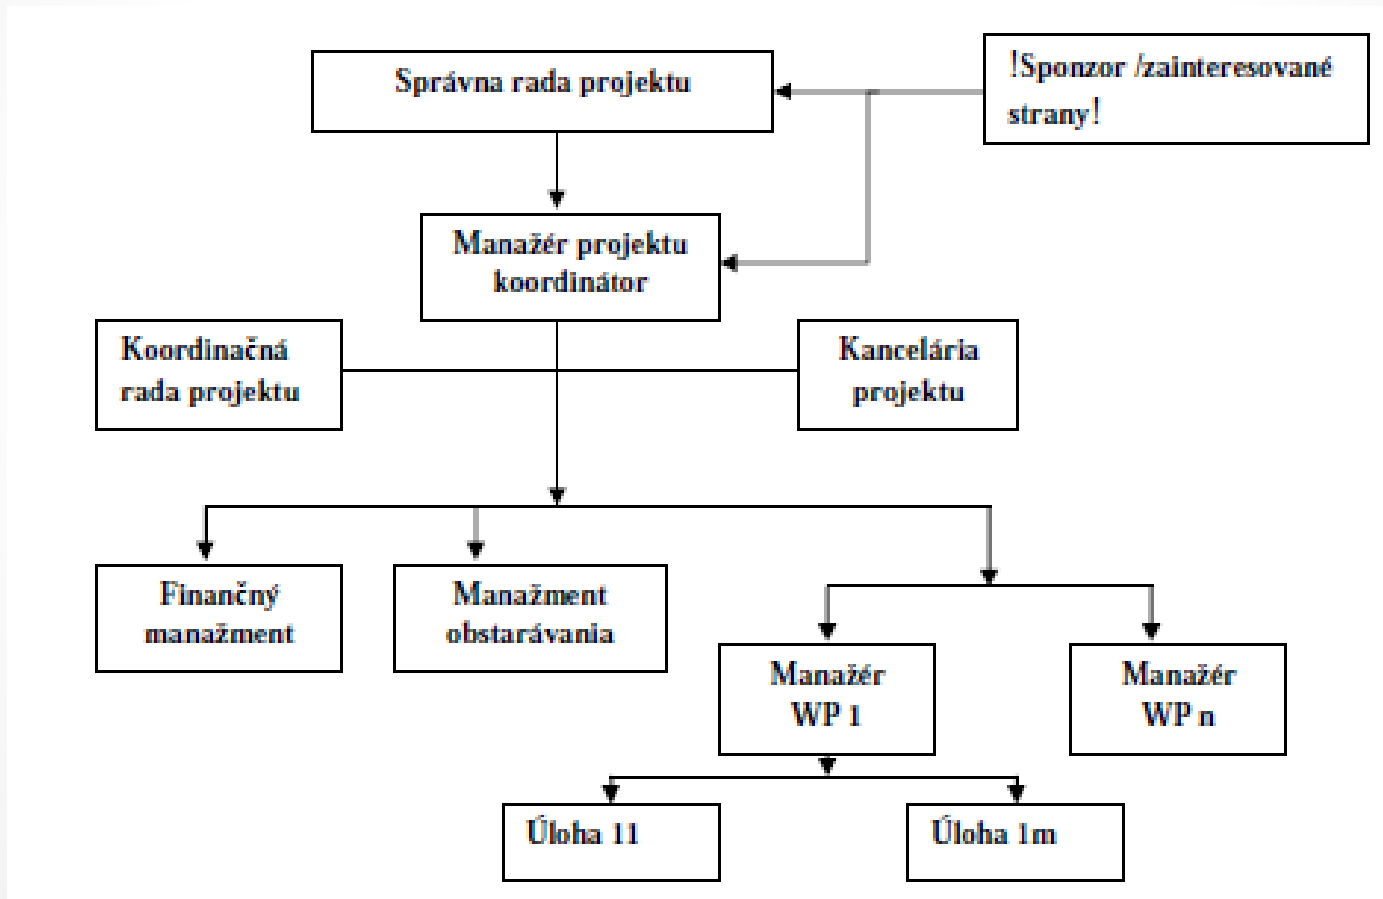 Správna rada projektu
!Sponzor /zainteresované
strany!
Manažér projektu
koordinátor
Koordinačná
rada projektu
Kancelária
projektu
Finančný
manažment
Manažment
obstarávania
Manažér
WP 1
Manažér
WP n
Úloha 11
Úloha 1m